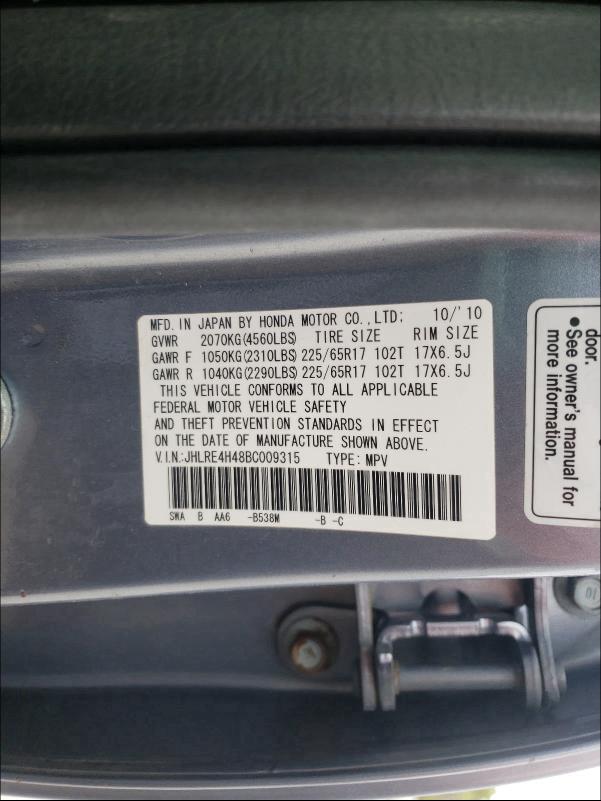 MFD. IN JAPAN BY HONDA MOTOR CO., LTD; 10/'10
GVWR 2070KG(4560LBS) TIRE SIZE RIM SIZE
GAWR F 1050KG(2310LBS) 225/65R17 102T 17X6.5J
GAWR R 1040KG(2290LBS) 225/65R17 102T 17X6.5J
THIS VEHICLE CONFORMS TO ALL APPLICABLE
FEDERAL MOTOR VEHICLE SAFETY
AND THEFT PREVENTION STANDARDS IN EFFECT
ON THE DATE OF MANUFACTURE SHOWN ABOVE.
V.I.N.:JHLRE4H48BC009315 TYPE: MPV
SWA B AA6 -B538M -B -C
door.
•See owner's manual for
more information.